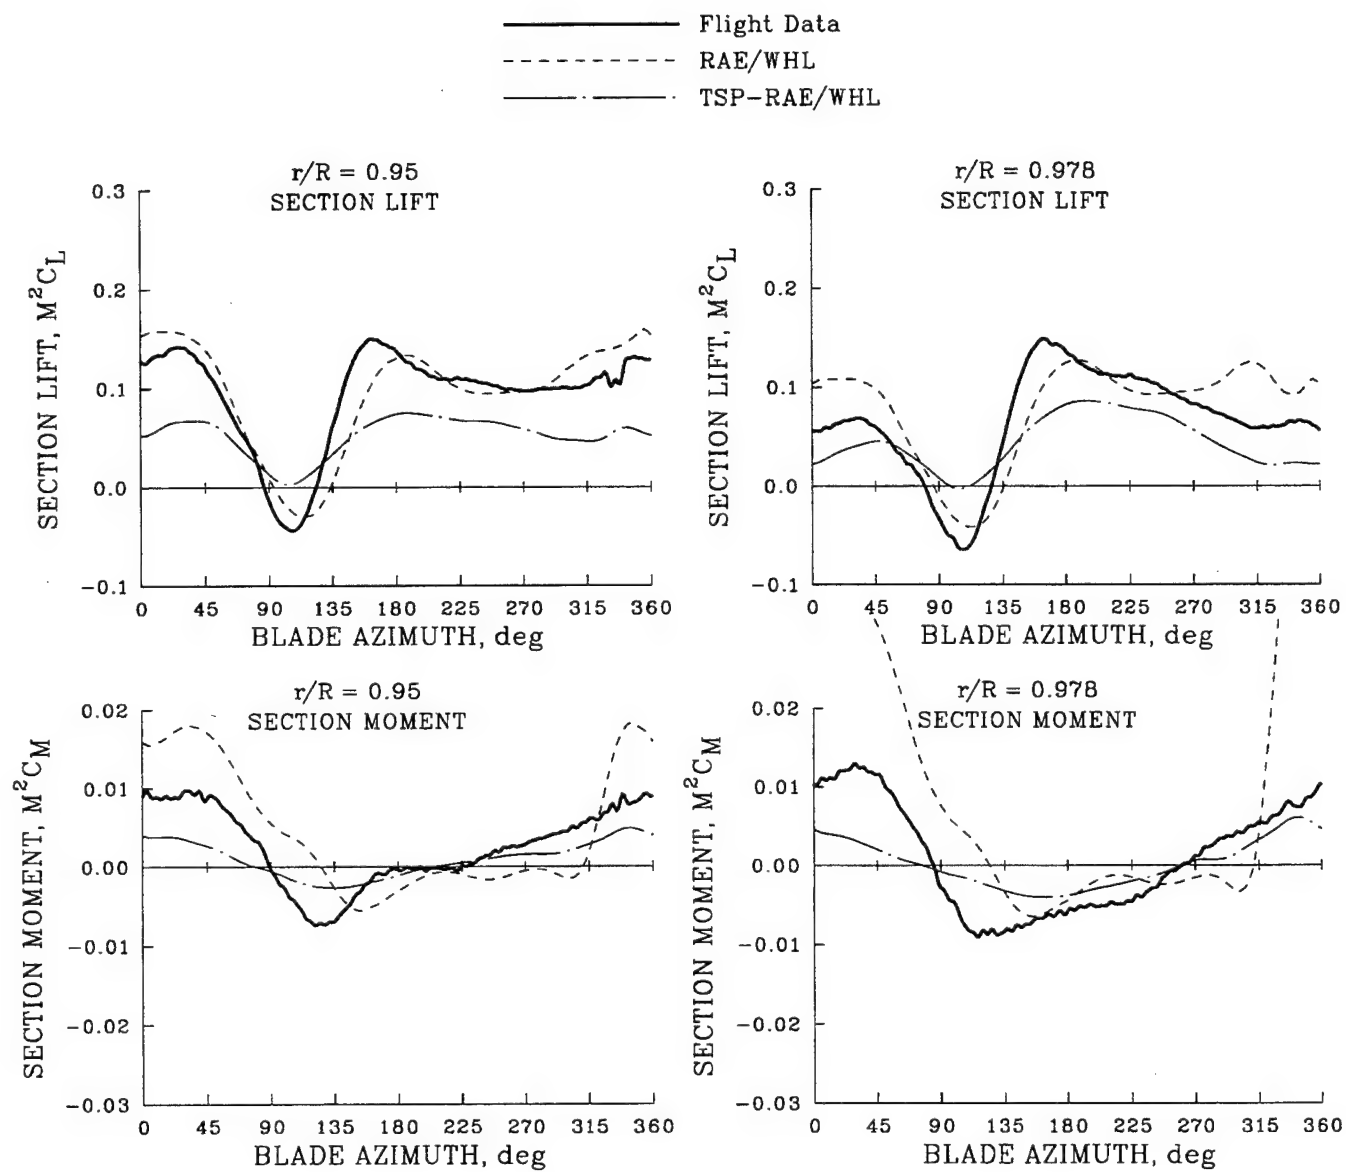 Flight Data
RAE/WHL
TSP-RAE/WHL
r/R = 0.95
SECTION LIFT
SECTION LIFT, M²C_L
0.3
0.2
0.1
0.0
-0.1
0 45 90 135 180 225 270 315 360
BLADE AZIMUTH, deg
r/R = 0.978
SECTION LIFT
SECTION LIFT, M²C_L
0.3
0.2
0.1
0.0
-0.1
0 45 90 135 180 225 270 315 360
BLADE AZIMUTH, deg
r/R = 0.95
SECTION MOMENT
SECTION MOMENT, M²C_M
0.02
0.01
0.00
-0.01
-0.02
-0.03
0 45 90 135 180 225 270 315 360
BLADE AZIMUTH, deg
r/R = 0.978
SECTION MOMENT
SECTION MOMENT, M²C_M
0.02
0.01
0.00
-0.01
-0.02
-0.03
0 45 90 135 180 225 270 315 360
BLADE AZIMUTH, deg